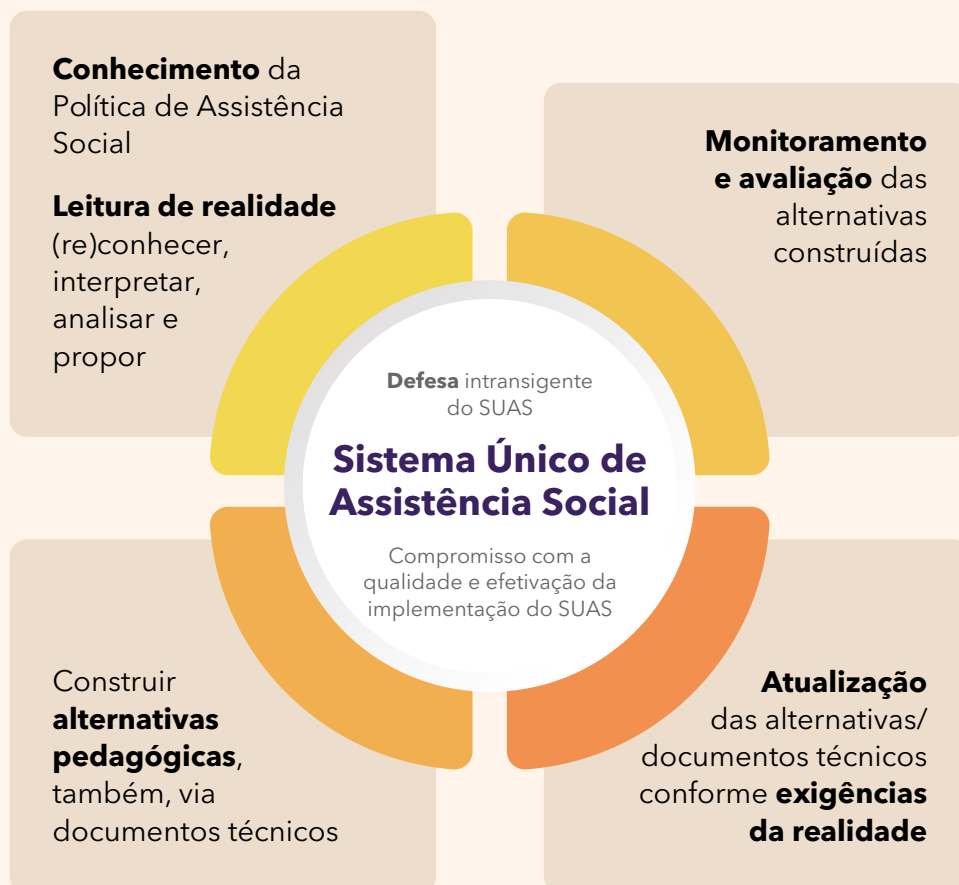 Conhecimento da
Política de Assistência
Social
Leitura de realidade
(re)conhecer,
interpretar,
analisar e
propor
Monitoramento
e avaliação das
alternativas
construídas
Defesa intransigente
do SUAS
Sistema Único de
Assistência Social
Compromisso com a
qualidade e efetivação da
implementação do SUAS
Construir
alternativas
pedagógicas,
também, via
documentos técnicos
Atualização
das alternativas/
documentos técnicos
conforme exigências
da realidade